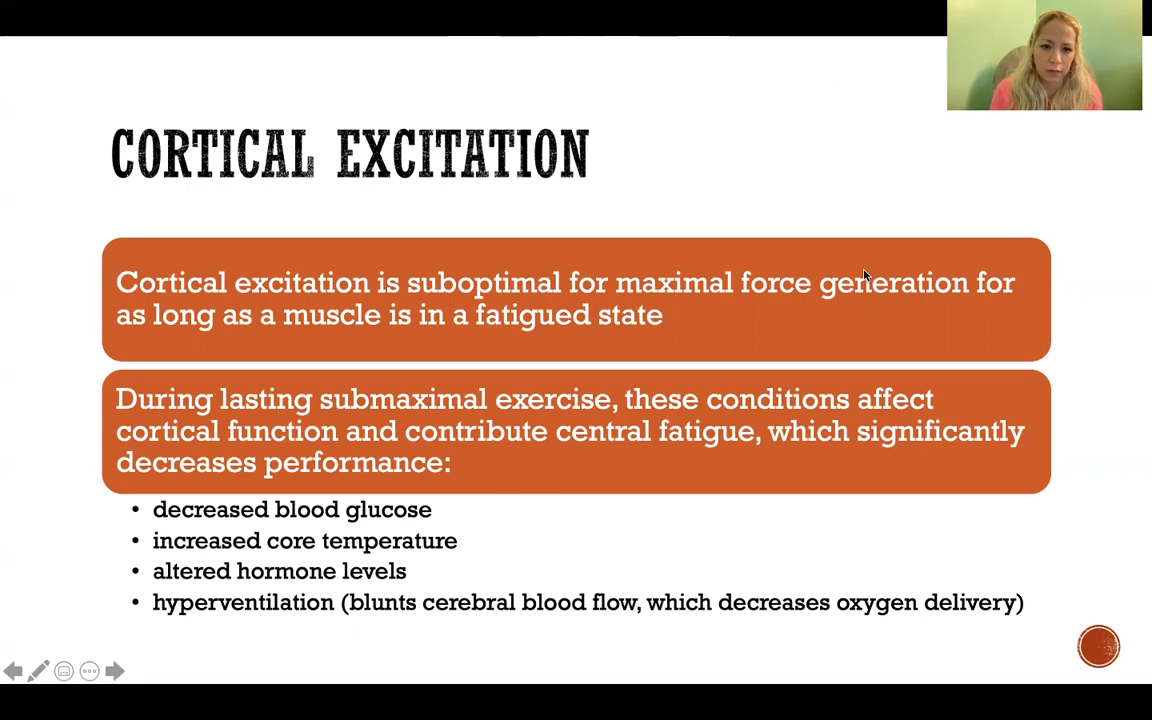 CORTICAL EXCITATION
Cortical excitation is suboptimal for maximal force generation for
as long as a muscle is in a fatigued state
During lasting submaximal exercise, these conditions affect
cortical function and contribute central fatigue, which significantly
decreases performance:
• decreased blood glucose
• increased core temperature
• altered hormone levels
• hyperventilation (blunts cerebral blood flow, which decreases oxygen delivery)